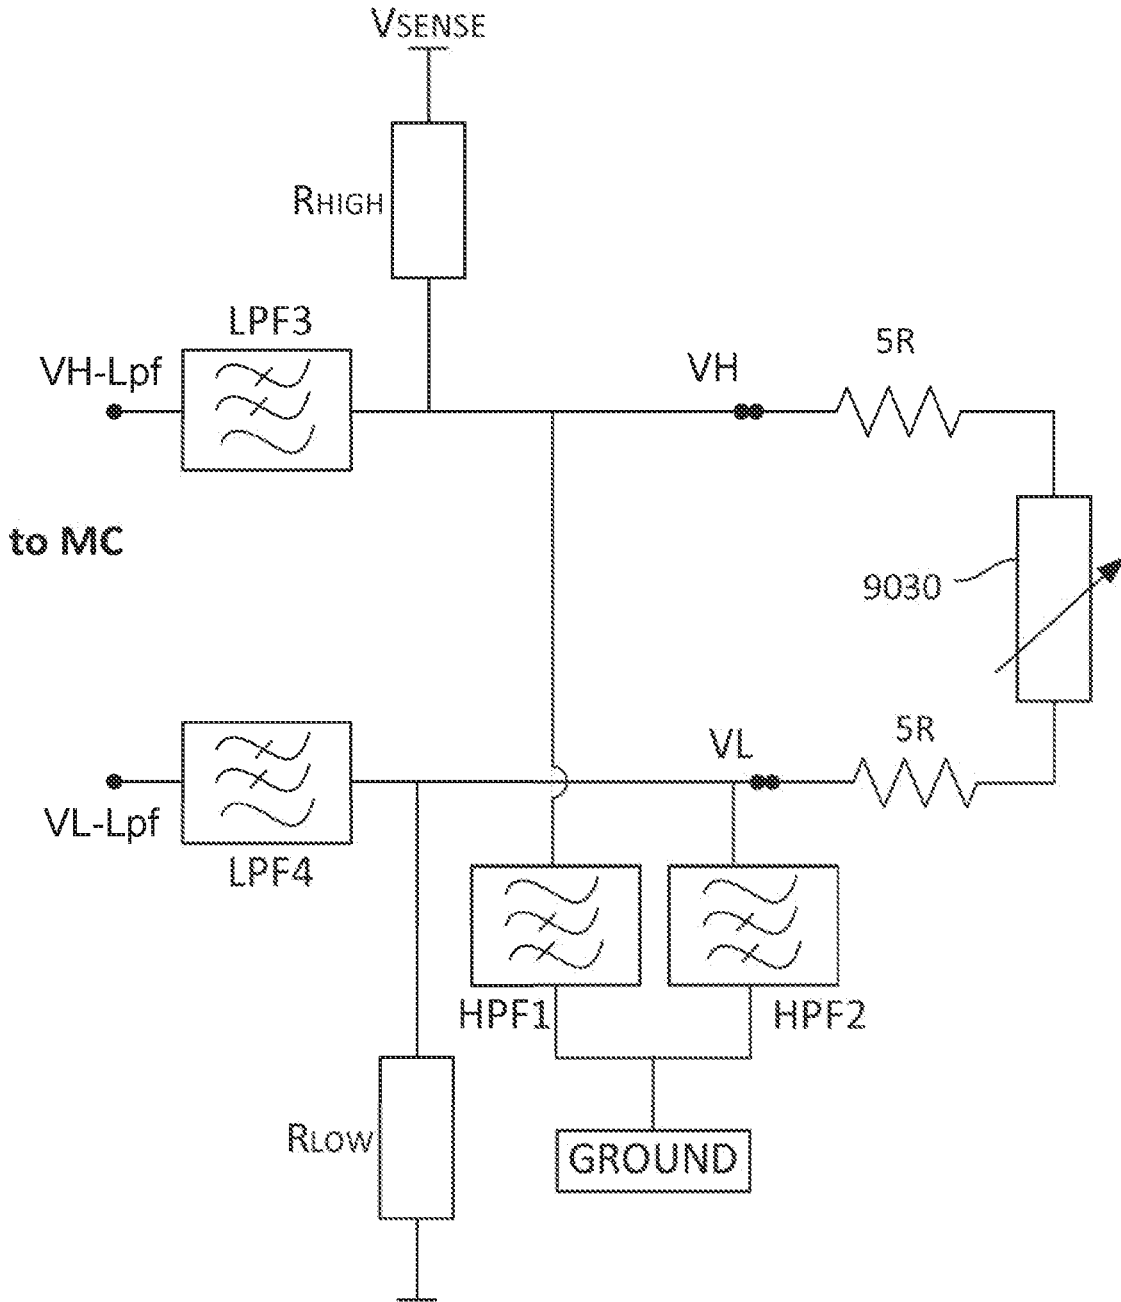 VSENSE
RHIGH
LPF3
VH-Lpf
VH
5R
to MC
9030
VL
5R
VL-Lpf
LPF4
HPF1
HPF2
RLOW
GROUND